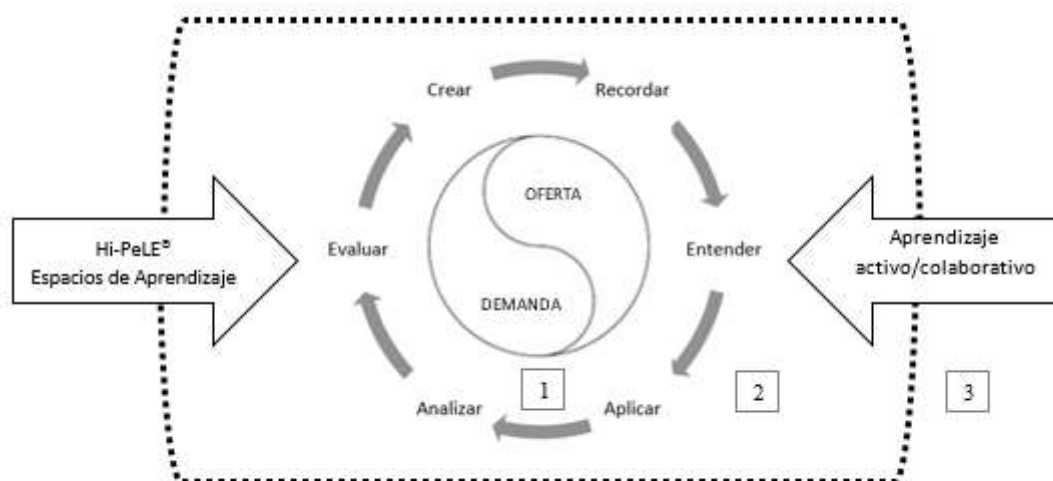 Crear
Recordar
OFERTA
Hi-PeLE®
Espacios de Aprendizaje
Evaluar
Entender
Aprendizaje
activo/colaborativo
DEMANDA
1
2
3
Analizar
Aplicar